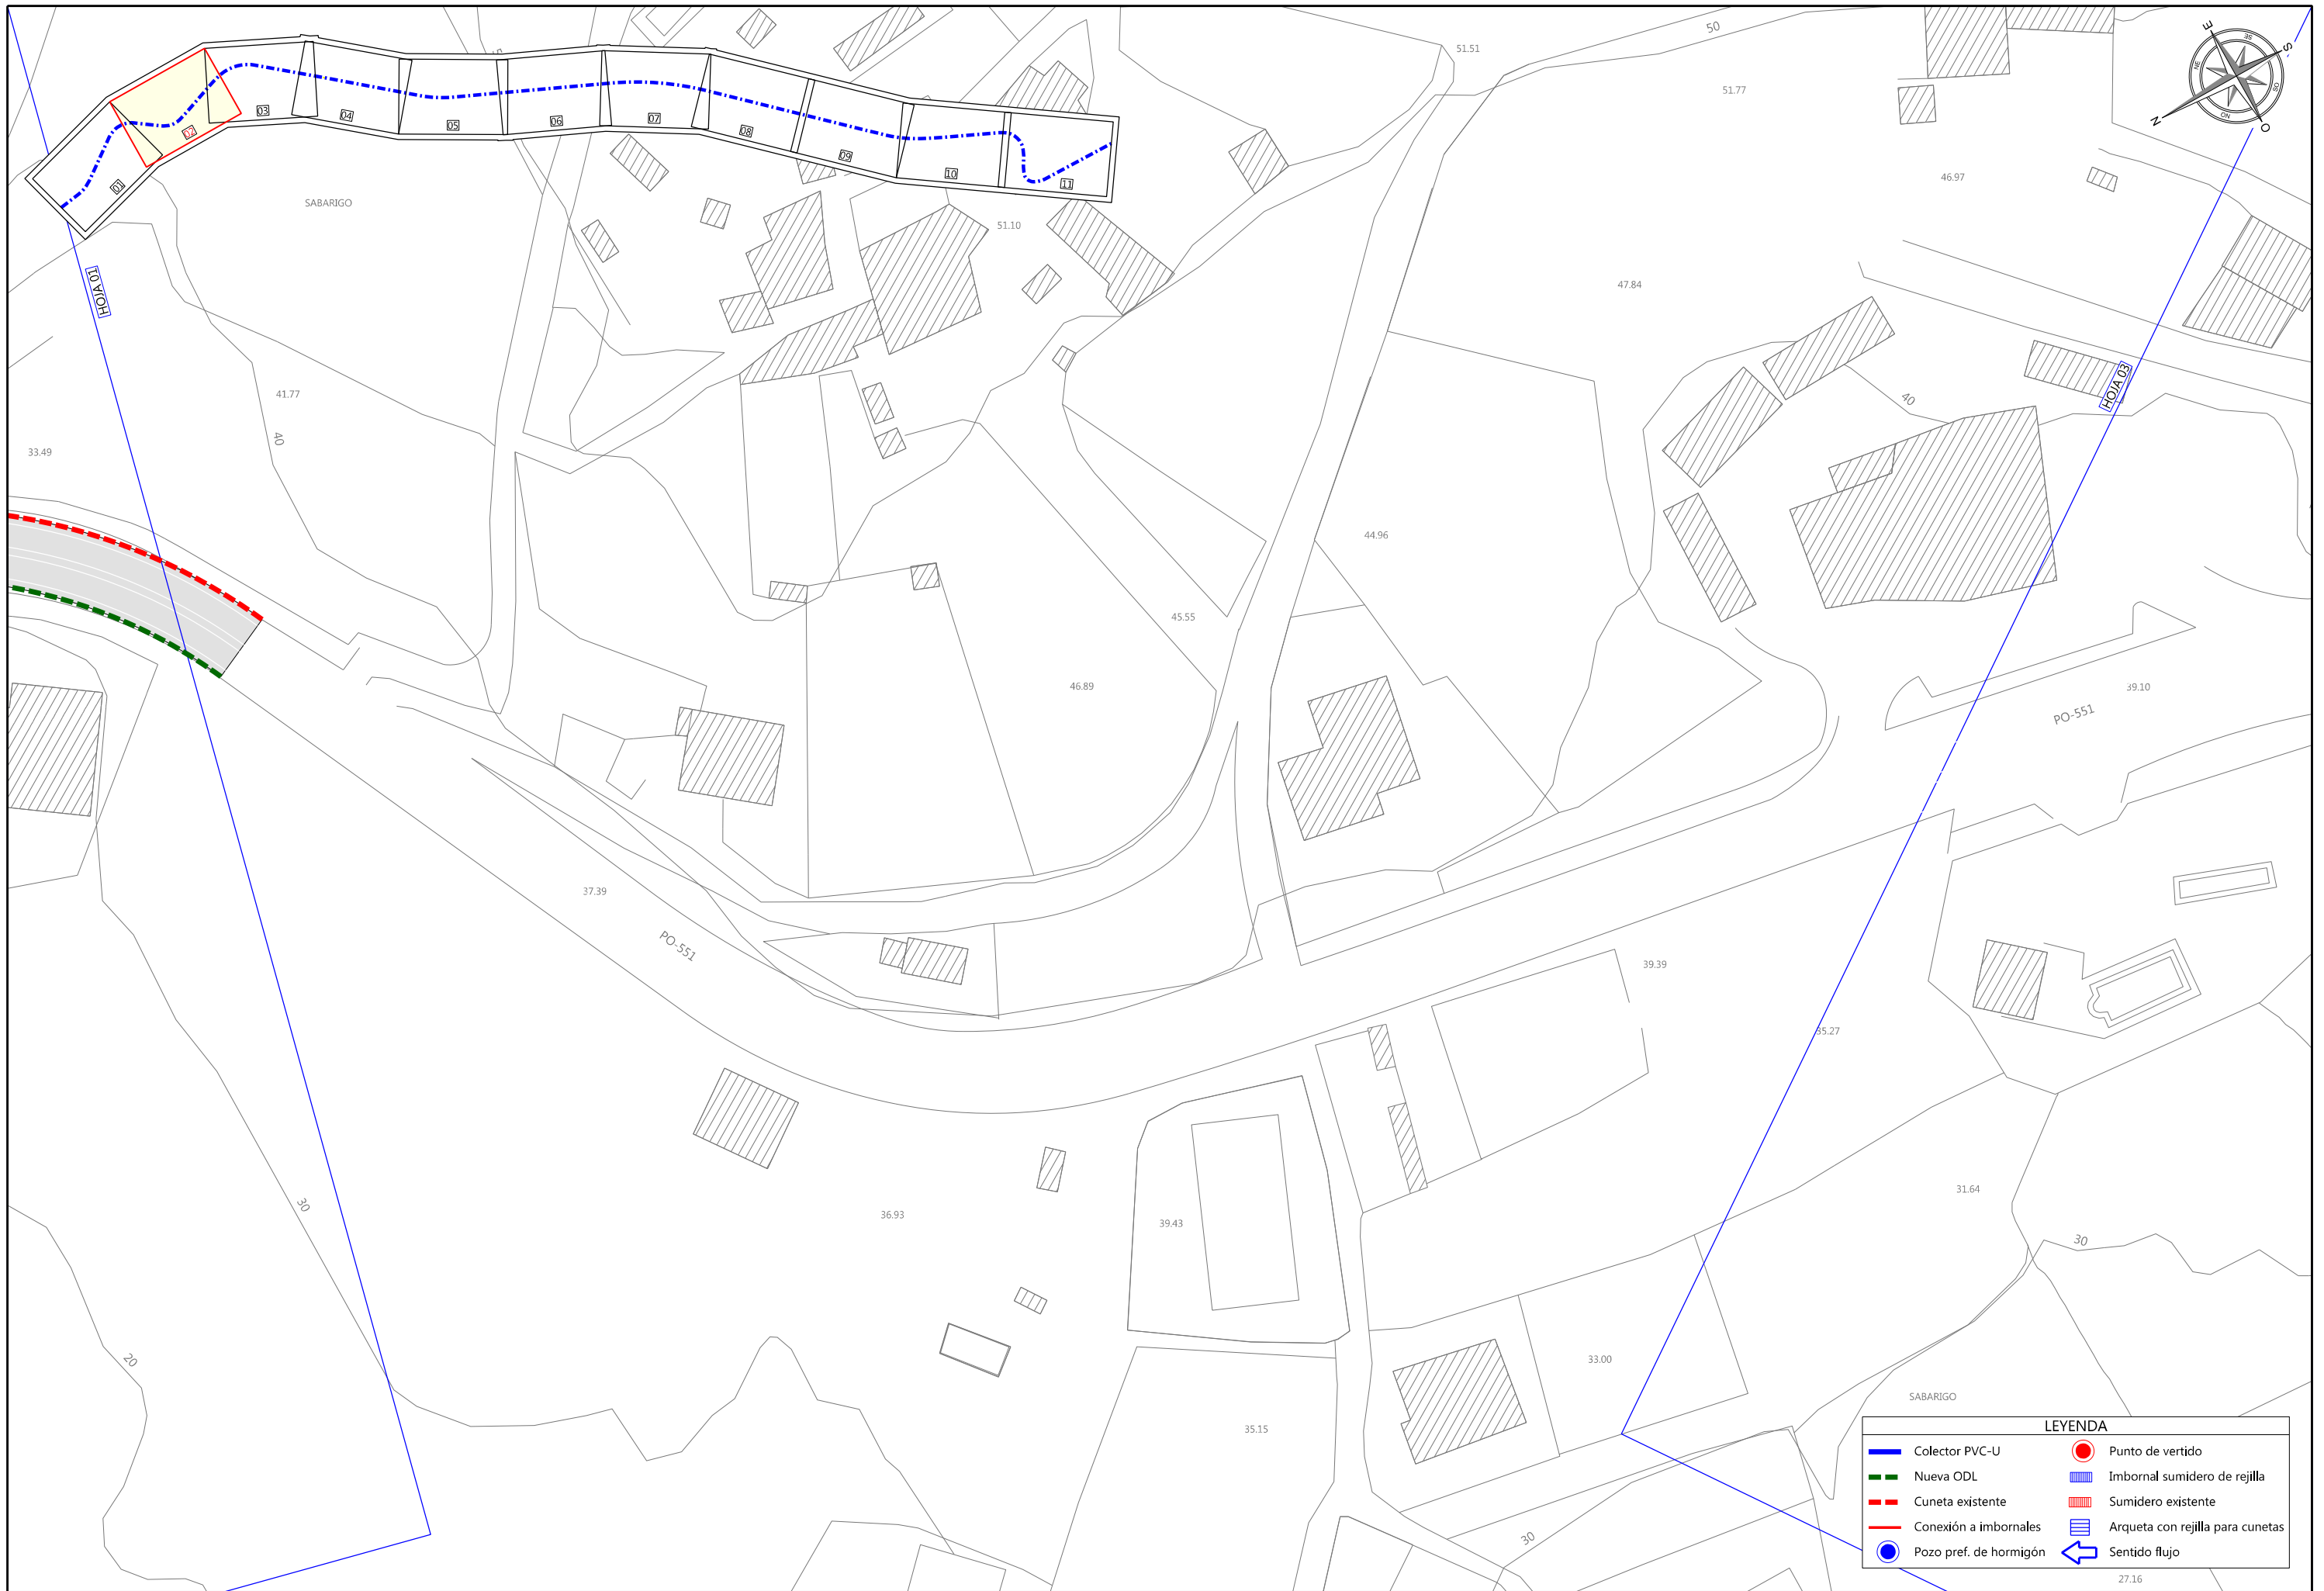 50
51.51
51.77
E
SE
S
NE
SO
N
NO
O
01
02
03
04
05
06
07
08
09
10
11
46.97
SABARIGO
51.10
HOJA 01
47.84
41.77
40
40
HOJA 03
33.49
44.96
45.55
46.89
39.10
PO-551
37.39
PO-551
39.39
35.27
31.64
30
36.93
39.43
30
20
33.00
SABARIGO
35.15
30
27.16
LEYENDA
Colector PVC-U
Punto de vertido
Nueva ODL
Imbornal sumidero de rejilla
Cuneta existente
Sumidero existente
Conexión a imbornales
Arqueta con rejilla para cunetas
Pozo pref. de hormigón
Sentido flujo